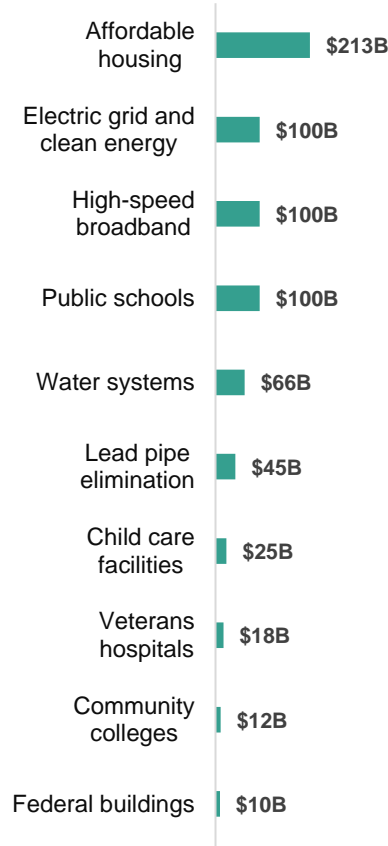 Affordable
housing
$213B
Electric grid and
clean energy
$100B
High-speed
broadband
$100B
Public schools
$100B
Water systems
$66B
Lead pipe
elimination
$45B
Child care
facilities
$25B
Veterans
hospitals
$18B
Community
colleges
$12B
Federal buildings
$10B